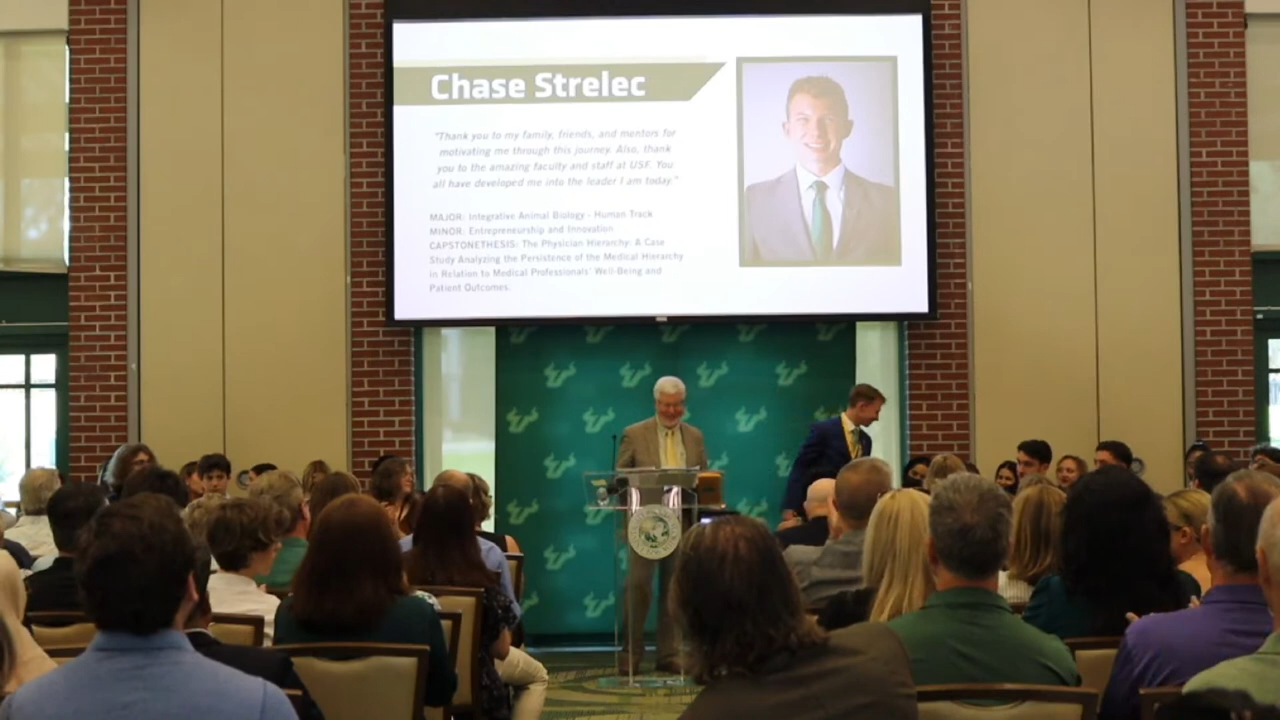 Chase Strelec
"Thank you to my family, friends, and mentors for
motivating me through this journey. Also, thank
you to the amazing faculty and staff at USF. You
all have developed me into the leader I am today."
MAJOR: Integrative Animal Biology - Human Track
MINOR: Entrepreneurship and Innovation
CAPSTONETHESIS: The Physician Hierarchy: A Case
Study Analyzing the Persistence of the Medical Hierarchy
in Relation to Medical Professionals' Well-Being and
Patient Outcomes.